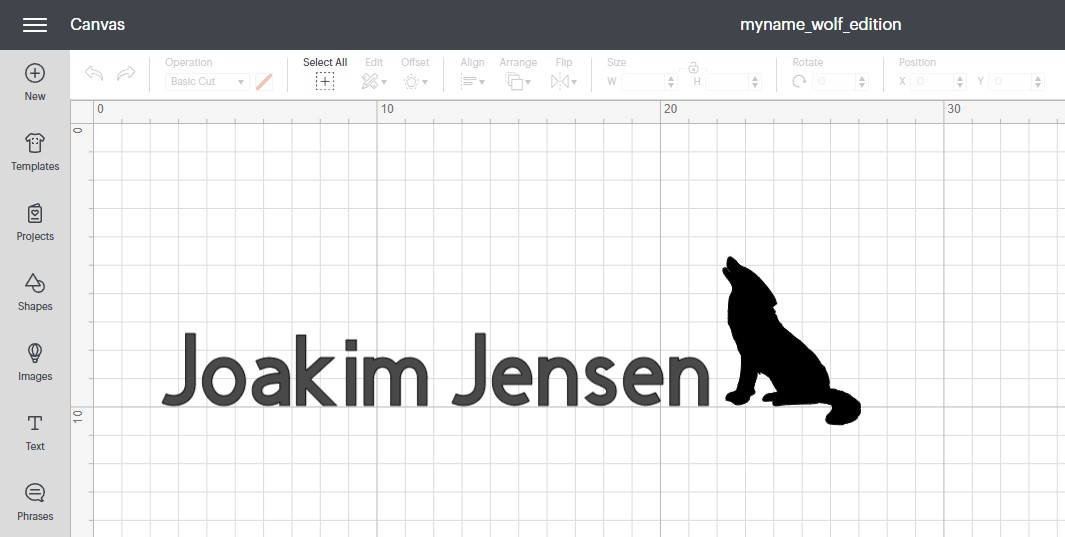 Canvas
myname_wolf_edition
Operation
Basic Cut
Select All
Edit
Offset
Align
Arrange
Flip
Size
W
H
Rotate
0
Position
X 0
Y 0
New
Templates
Projects
Shapes
Images
Text
Phrases
0 10 20 30
0
10
Joakim Jensen